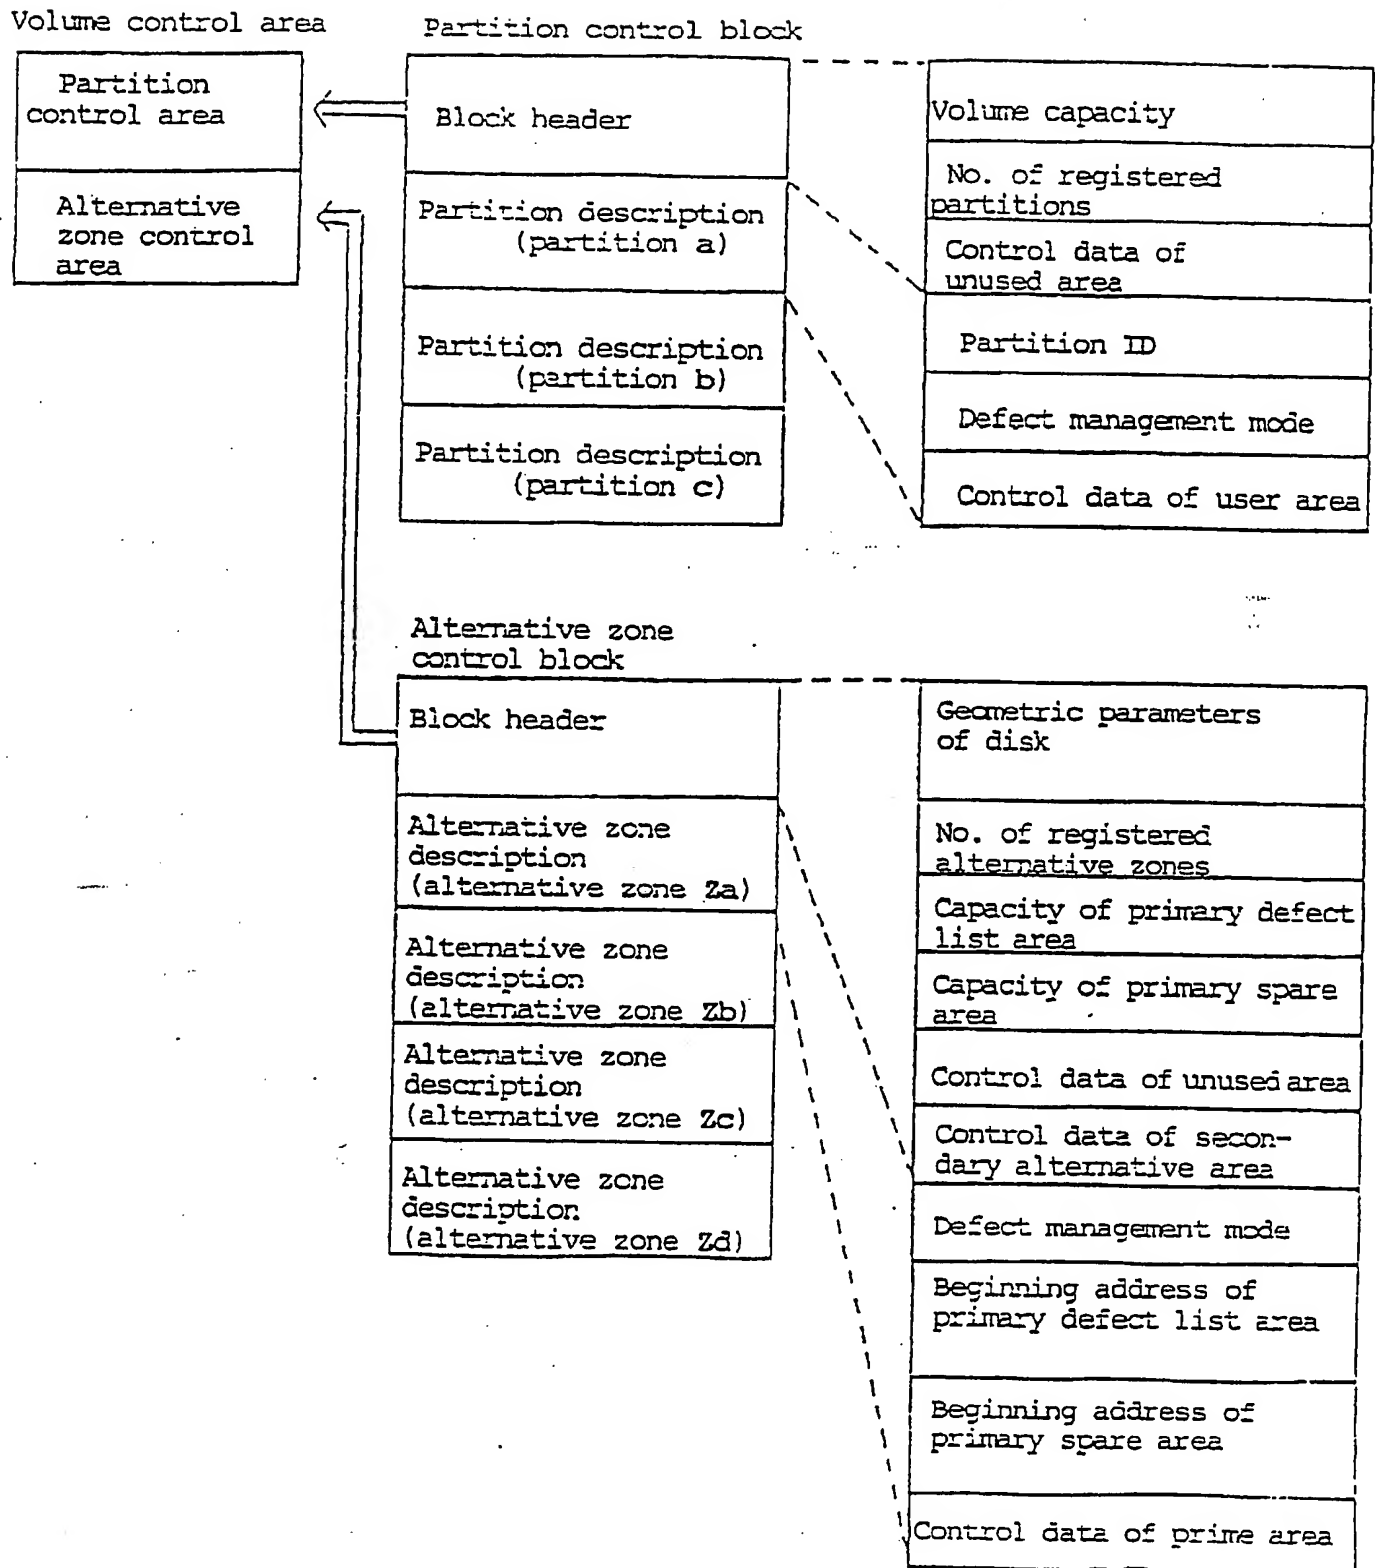 Volume control area
Partition
control area
Alternative
zone control
area
Partition control block
Block header
Partition description
(partition a)
Partition description
(partition b)
Partition description
(partition c)
Volume capacity
No. of registered
partitions
Control data of
unused area
Partition ID
Defect management mode
Control data of user area
Alternative zone
control block
Block header
Alternative zone
description
(alternative zone Za)
Alternative zone
description
(alternative zone Zb)
Alternative zone
description
(alternative zone Zc)
Alternative zone
description
(alternative zone Zd)
Geometric parameters
of disk
No. of registered
alternative zones
Capacity of primary defect
list area
Capacity of primary spare
area
Control data of unused area
Control data of secon-
dary alternative area
Defect management mode
Beginning address of
primary defect list area
Beginning address of
primary spare area
Control data of prime area